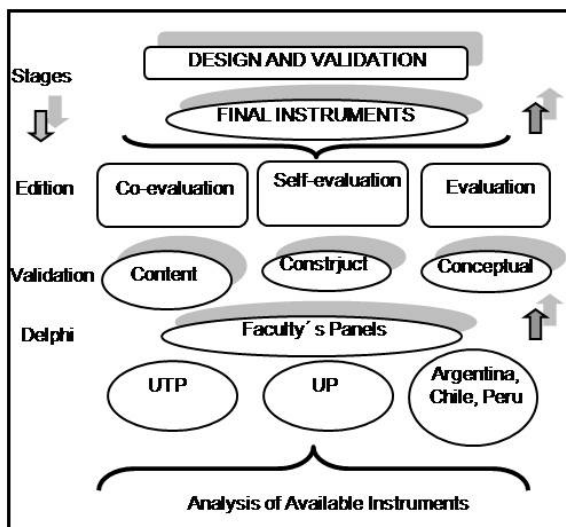 DESIGN AND VALIDATION
Stages
FINAL INSTRUMENTS
Edition
Co-evaluation
Self-evaluation
Evaluation
Validation
Content
Constrjuct
Conceptual
Delphi
Faculty´s Panels
UTP
UP
Argentina,
Chile, Peru
Analysis of Available Instruments